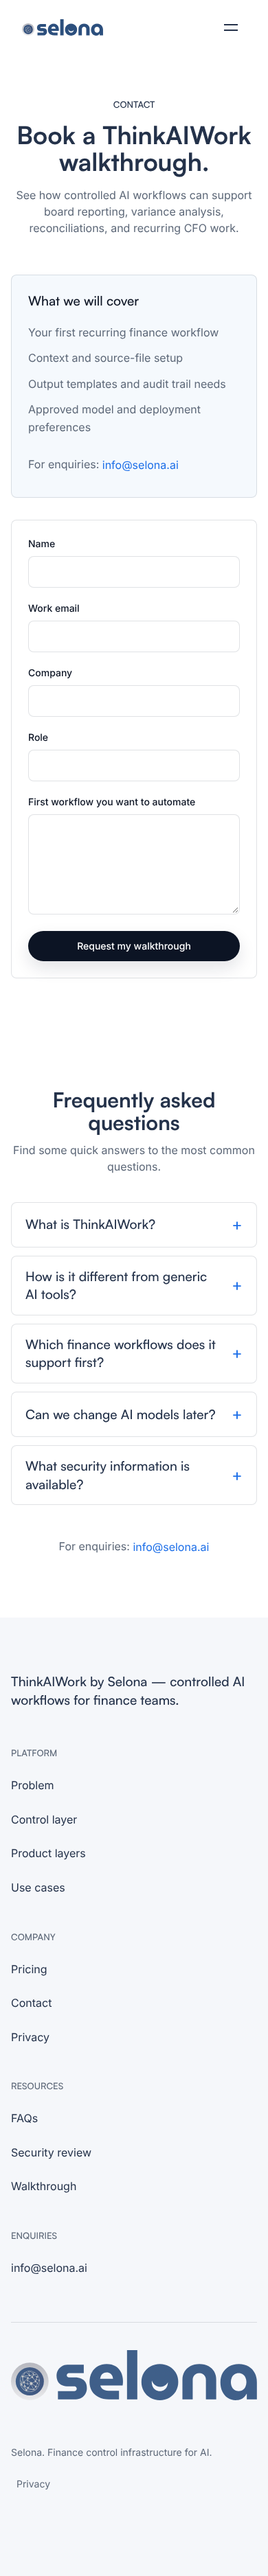 selona
CONTACT
Book a ThinkAIWork
walkthrough.
See how controlled AI workflows can support
board reporting, variance analysis,
reconciliations, and recurring CFO work.
What we will cover
Your first recurring finance workflow
Context and source-file setup
Output templates and audit trail needs
Approved model and deployment
preferences
For enquiries: info@selona.ai
Name
Work email
Company
Role
First workflow you want to automate
Request my walkthrough
Frequently asked
questions
Find some quick answers to the most common
questions.
What is ThinkAIWork?
How is it different from generic
AI tools?
Which finance workflows does it
support first?
Can we change AI models later?
What security information is
available?
For enquiries: info@selona.ai
ThinkAIWork by Selona — controlled AI
workflows for finance teams.
PLATFORM
Problem
Control layer
Product layers
Use cases
COMPANY
Pricing
Contact
Privacy
RESOURCES
FAQs
Security review
Walkthrough
ENQUIRIES
info@selona.ai
selona
Selona. Finance control infrastructure for AI.
Privacy